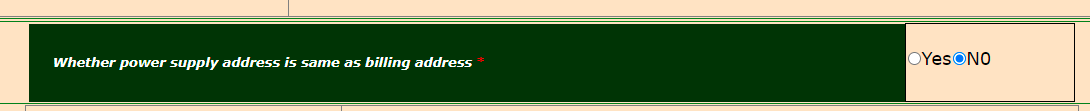 Whether power supply address is same as billing address * Yes N0